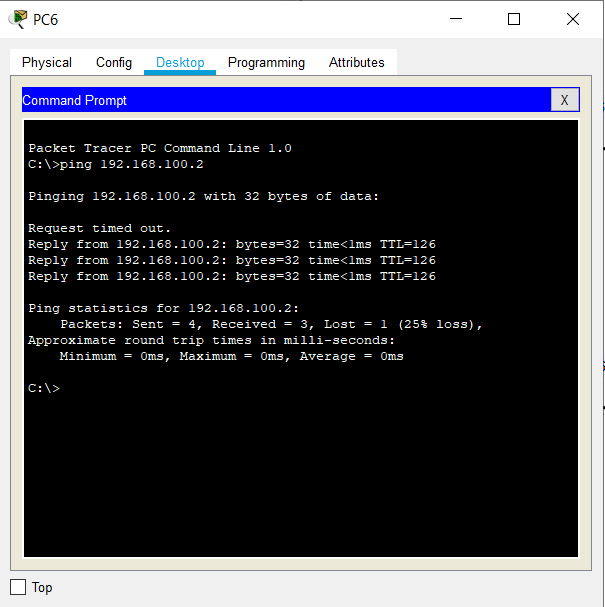 PC6
Physical Config Desktop Programming Attributes
Command Prompt
X
Packet Tracer PC Command Line 1.0
C:\>ping 192.168.100.2
Pinging 192.168.100.2 with 32 bytes of data:
Request timed out.
Reply from 192.168.100.2: bytes=32 time<1ms TTL=126
Reply from 192.168.100.2: bytes=32 time<1ms TTL=126
Reply from 192.168.100.2: bytes=32 time<1ms TTL=126
Ping statistics for 192.168.100.2:
Packets: Sent = 4, Received = 3, Lost = 1 (25% loss),
Approximate round trip times in milli-seconds:
Minimum = 0ms, Maximum = 0ms, Average = 0ms
C:\>
Top